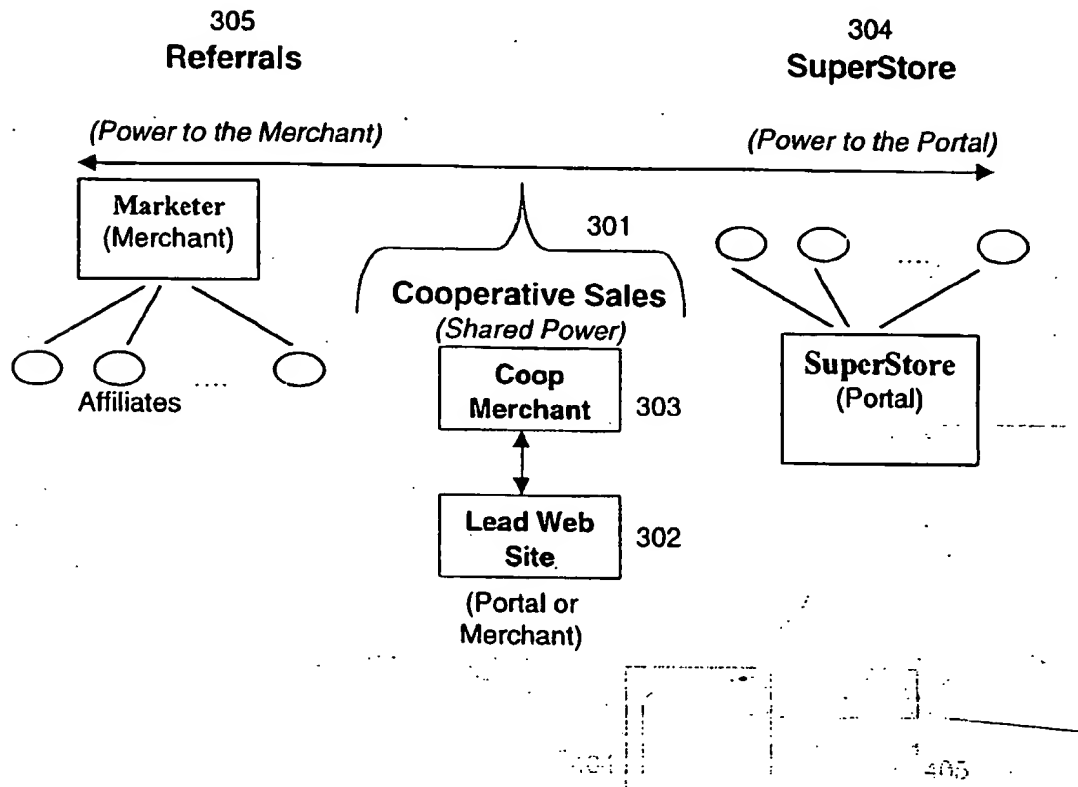 305
Referrals
304
SuperStore
(Power to the Merchant)
(Power to the Portal)
Marketer
(Merchant)
301
....
....
Affiliates
Cooperative Sales
(Shared Power)
Coop
Merchant
303
SuperStore
(Portal)
Lead Web
Site
302
(Portal or
Merchant)
405